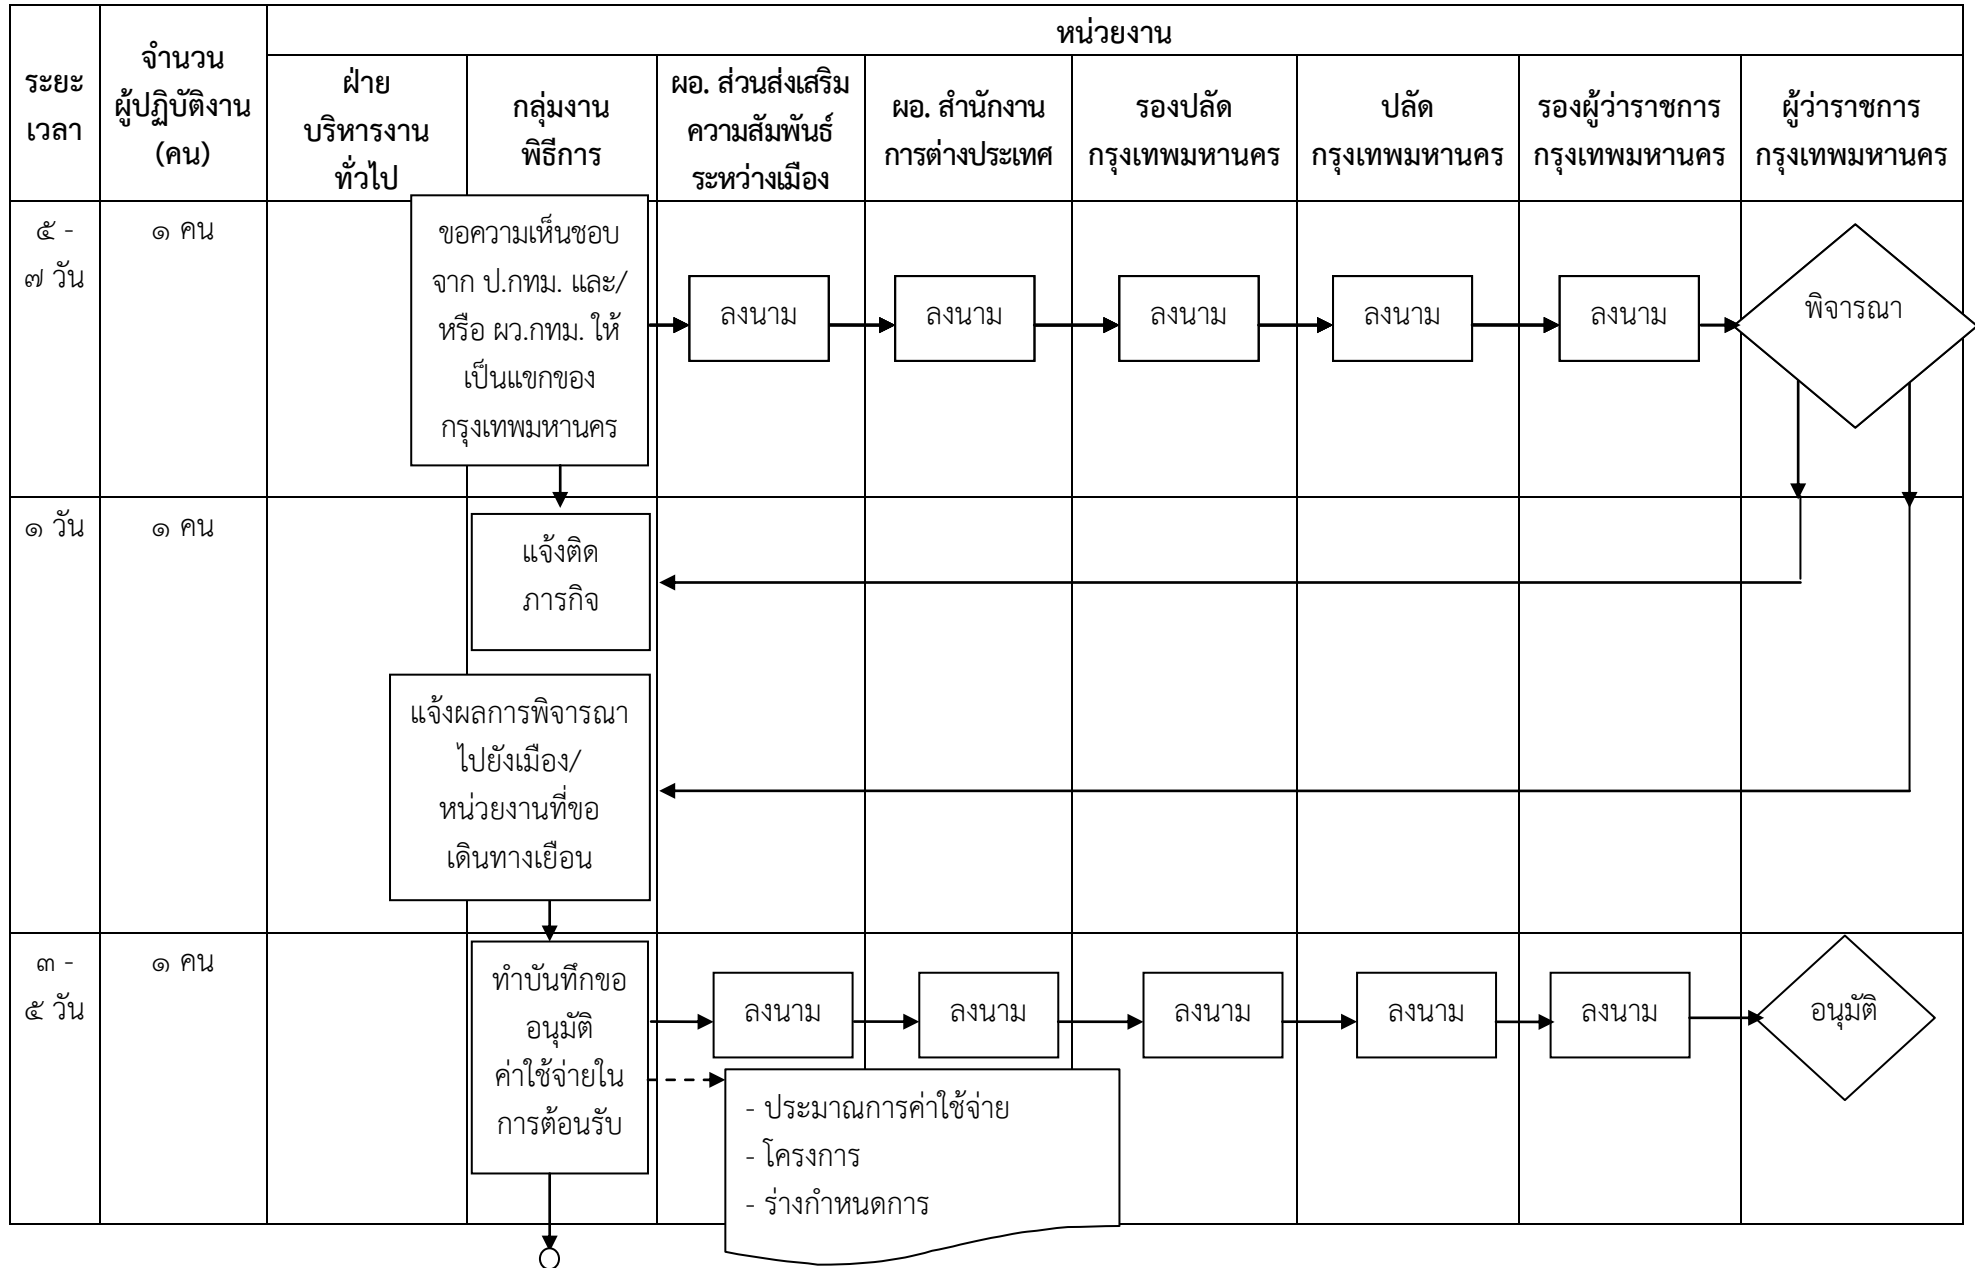 หน่วยงาน
ระยะ
เวลา
จำนวน
ผู้ปฏิบัติงาน
(คน)
ฝ่าย
บริหารงาน
ทั่วไป
กลุ่มงาน
พิธีการ
ผอ. ส่วนส่งเสริม
ความสัมพันธ์
ระหว่างเมือง
ผอ. สำนักงาน
การต่างประเทศ
รองปลัด
กรุงเทพมหานคร
ปลัด
กรุงเทพมหานคร
รองผู้ว่าราชการ
กรุงเทพมหานคร
ผู้ว่าราชการ
กรุงเทพมหานคร
๕ -
๗ วัน
๑ คน
ขอความเห็นชอบ
จาก ป.กทม. และ/
หรือ ผว.กทม. ให้
เป็นแขกของ
กรุงเทพมหานคร
ลงนาม
ลงนาม
ลงนาม
ลงนาม
ลงนาม
พิจารณา
๑ วัน
๑ คน
แจ้งติด
ภารกิจ
แจ้งผลการพิจารณา
ไปยังเมือง/
หน่วยงานที่ขอ
เดินทางเยือน
๓ -
๕ วัน
๑ คน
ทำบันทึกขอ
อนุมัติ
ค่าใช้จ่ายใน
การต้อนรับ
ลงนาม
ลงนาม
ลงนาม
ลงนาม
ลงนาม
อนุมัติ
- ประมาณการค่าใช้จ่าย
- โครงการ
- ร่างกำหนดการ